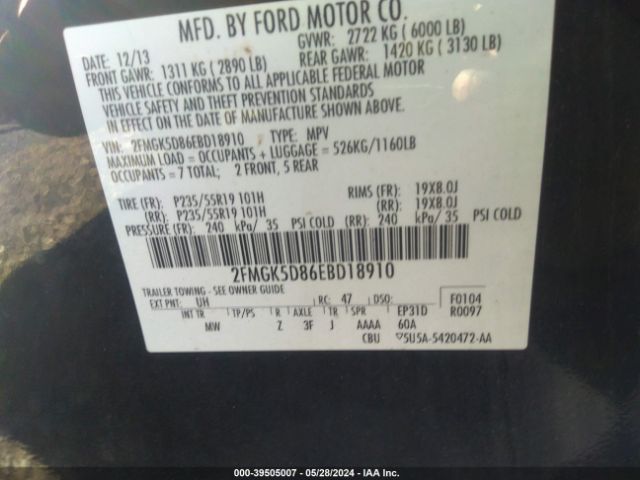 MFD. BY FORD MOTOR CO.
DATE: 12/13 GVWR: 2722 KG ( 6000 LB)
FRONT GAWR: 1311 KG ( 2890 LB) REAR GAWR: 1420 KG ( 3130 LB)
THIS VEHICLE CONFORMS TO ALL APPLICABLE FEDERAL MOTOR
VEHICLE SAFETY AND THEFT PREVENTION STANDARDS
IN EFFECT ON THE DATE OF MANUFACTURE SHOWN ABOVE.
VIN: 2FMGK5D86EBD18910 TYPE: MPV
MAXIMUM LOAD = OCCUPANTS + LUGGAGE = 526KG/1160LB
OCCUPANTS = 7 TOTAL; 2 FRONT, 5 REAR
TIRE (FR): P235/55R19 101H RIMS (FR): 19X8.0J
(RR): P235/55R19 101H (RR): 19X8.0J
PRESSURE (FR): 240 kPa/ 35 PSI COLD (RR): 240 kPa/ 35 PSI COLD
2FMGK5D86EBD18910
TRAILER TOWING - SEE OWNER GUIDE
EXT PNT: UH RC: 47 DSO: F0104
INT TR TP/PS R AXLE TR SPR EP31D R0097
MW Z 3F J AAAA 60A
CBU 5U5A-5420472-AA
000-39505007 - 05/28/2024 - IAA Inc.